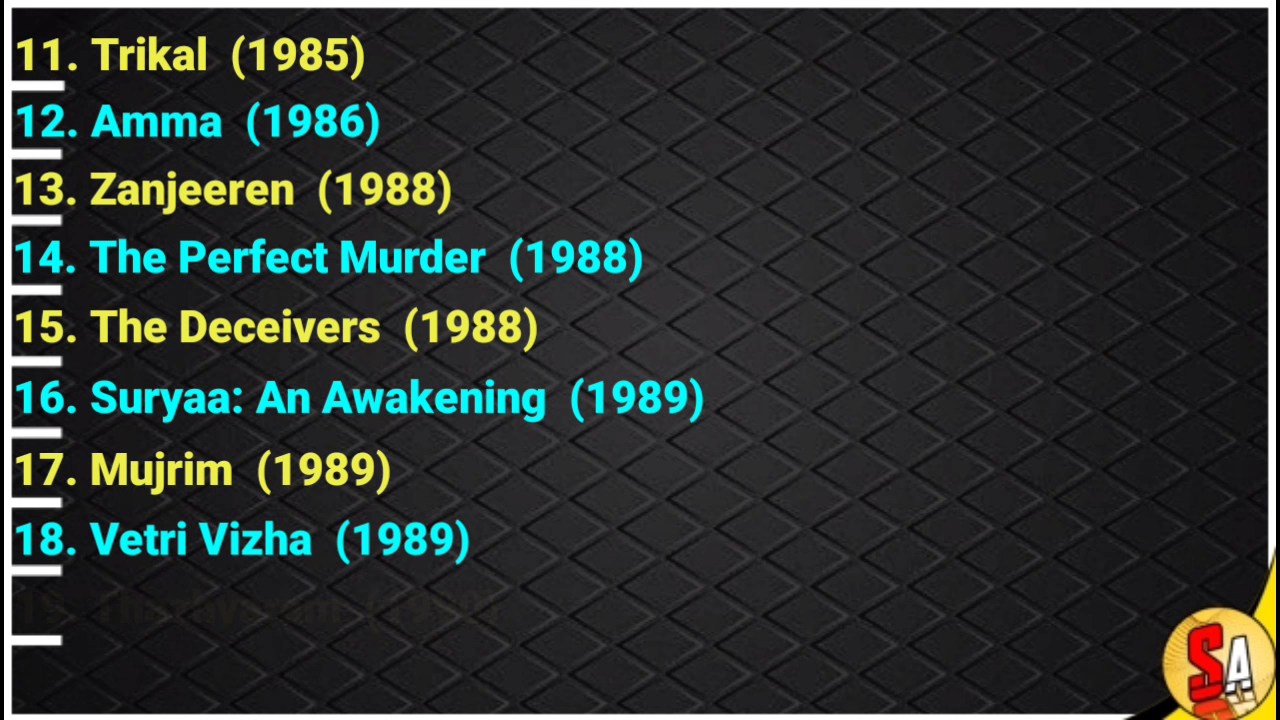 11. Trikal (1985)
12. Amma (1986)
13. Zanjeeren (1988)
14. The Perfect Murder (1988)
15. The Deceivers (1988)
16. Suryaa: An Awakening (1989)
17. Mujrim (1989)
18. Vetri Vizha (1989)
SA